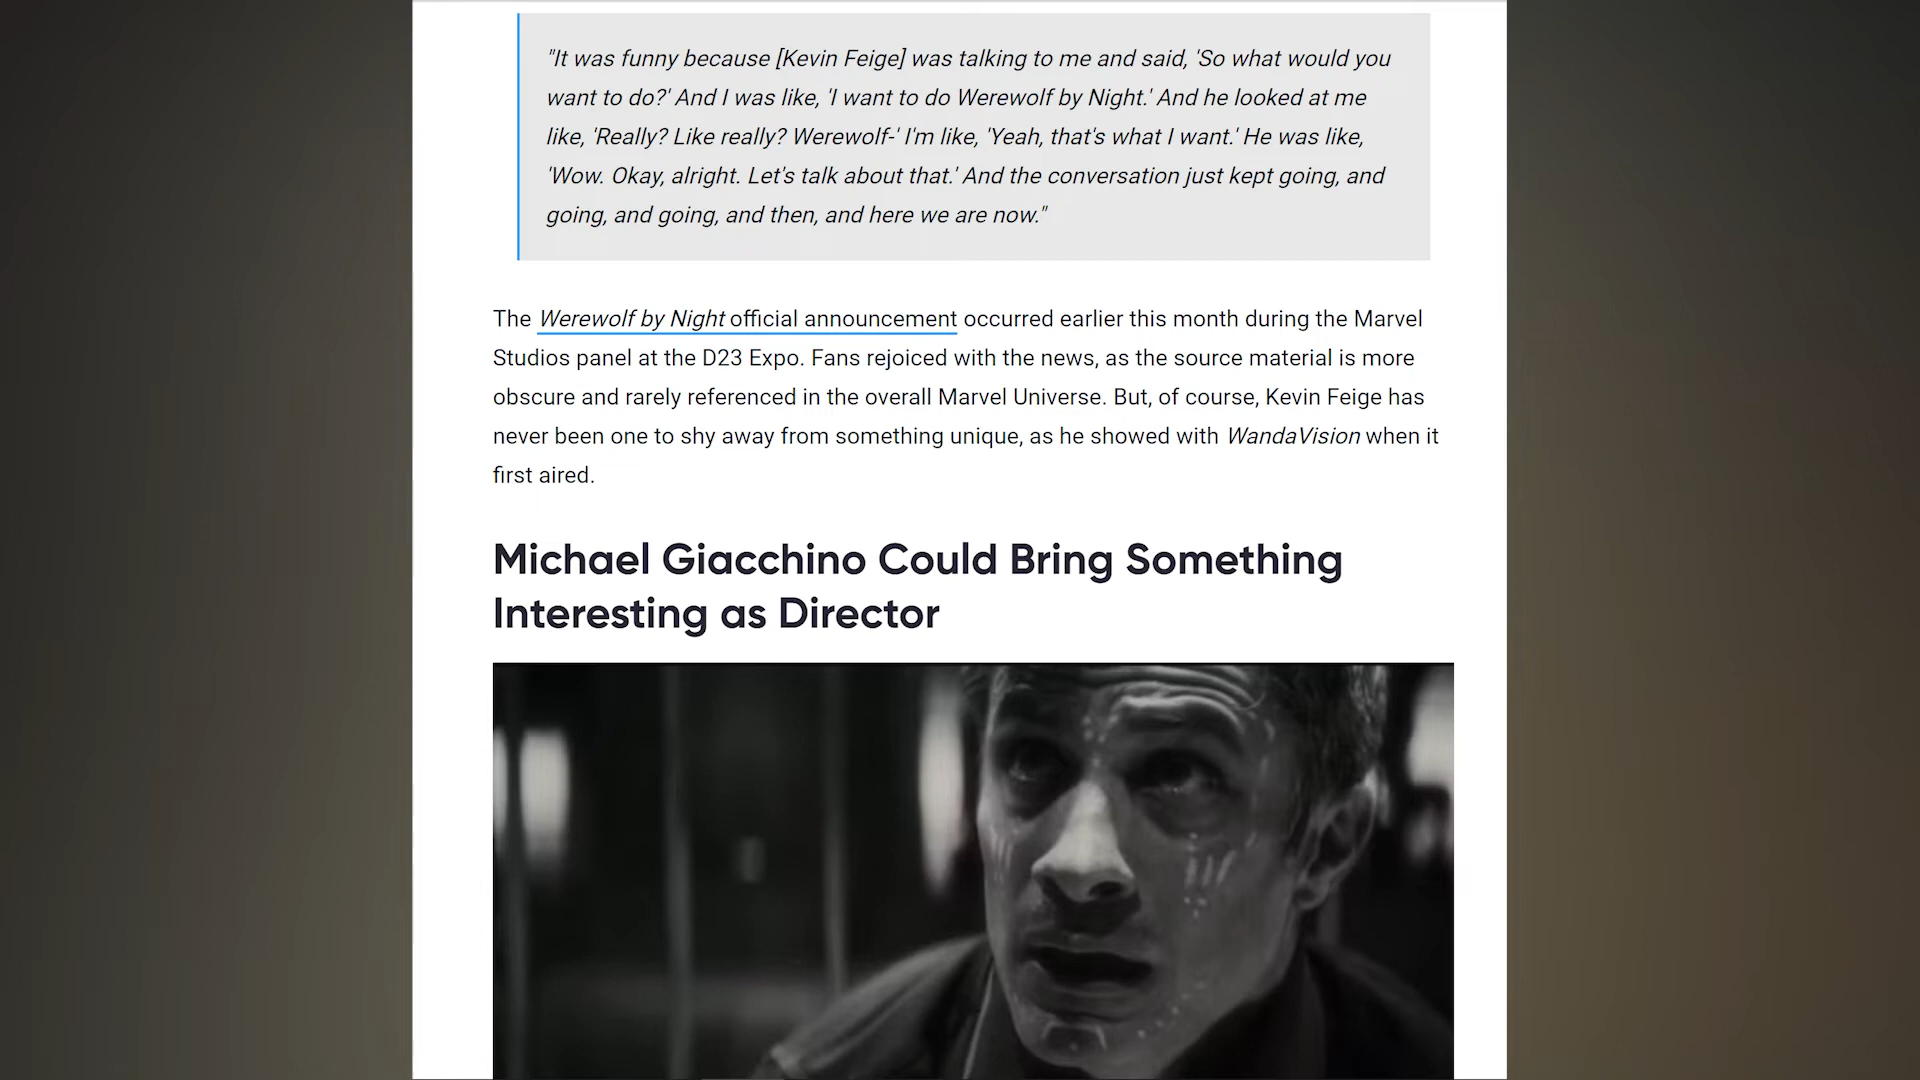 "It was funny because [Kevin Feige] was talking to me and said, 'So what would you
want to do?' And I was like, 'I want to do Werewolf by Night.' And he looked at me
like, 'Really? Like really? Werewolf-' I'm like, 'Yeah, that's what I want.' He was like,
'Wow. Okay, alright. Let's talk about that.' And the conversation just kept going, and
going, and going, and then, and here we are now."
The Werewolf by Night official announcement occurred earlier this month during the Marvel
Studios panel at the D23 Expo. Fans rejoiced with the news, as the source material is more
obscure and rarely referenced in the overall Marvel Universe. But, of course, Kevin Feige has
never been one to shy away from something unique, as he showed with WandaVision when it
first aired.
Michael Giacchino Could Bring Something
Interesting as Director